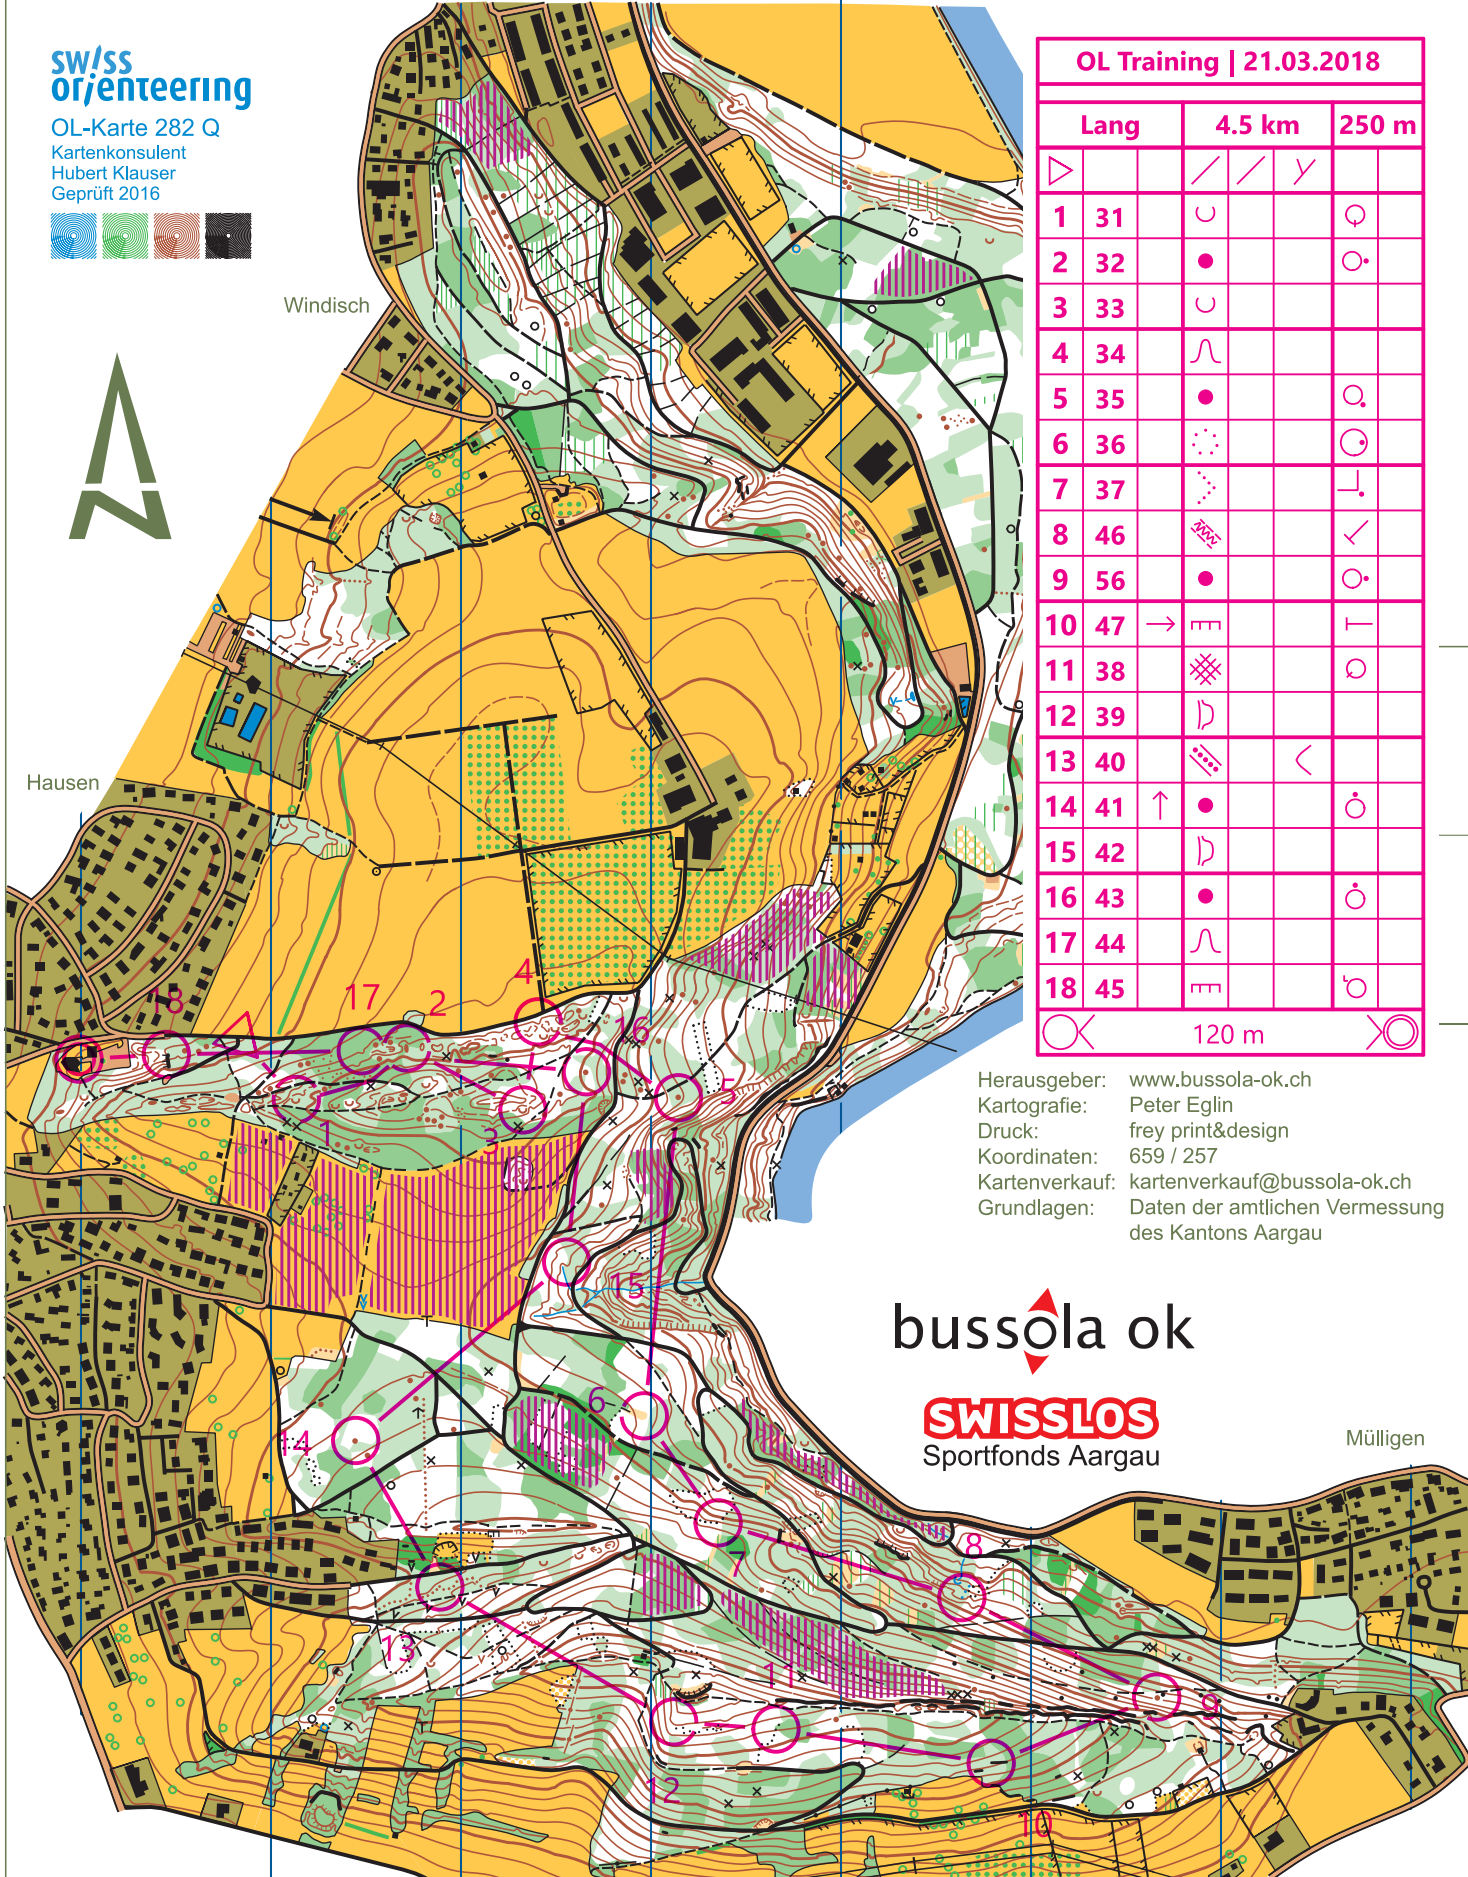 swiss
orienteering
OL-Karte 282 Q
Kartenkonsulent
Hubert Klauser
Geprüft 2016
Windisch
Hausen
OL Training | 21.03.2018
Lang 4.5 km 250 m
1 31
2 32
3 33
4 34
5 35
6 36
7 37
8 46
9 56
10 47
11 38
12 39
13 40
14 41
15 42
16 43
17 44
18 45
120 m
4
17
2
18
16
5
1
3
15
6
14
7
8
13
11
9
12
10
Herausgeber: www.bussola-ok.ch
Kartografie: Peter Eglin
Druck: frey print&design
Koordinaten: 659 / 257
Kartenverkauf: kartenverkauf@bussola-ok.ch
Grundlagen: Daten der amtlichen Vermessung
des Kantons Aargau
bussola ok
SWISSLOS
Sportfonds Aargau
Mülligen